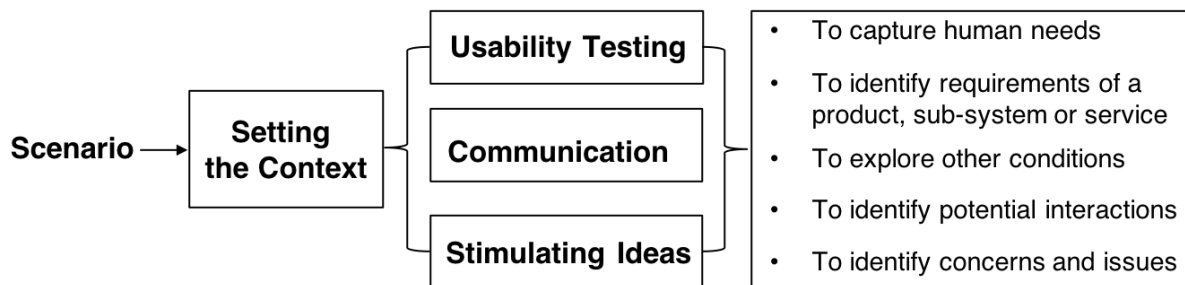 Scenario
Setting
the Context
Usability Testing
Communication
Stimulating Ideas
• To capture human needs
• To identify requirements of a
product, sub-system or service
• To explore other conditions
• To identify potential interactions
• To identify concerns and issues